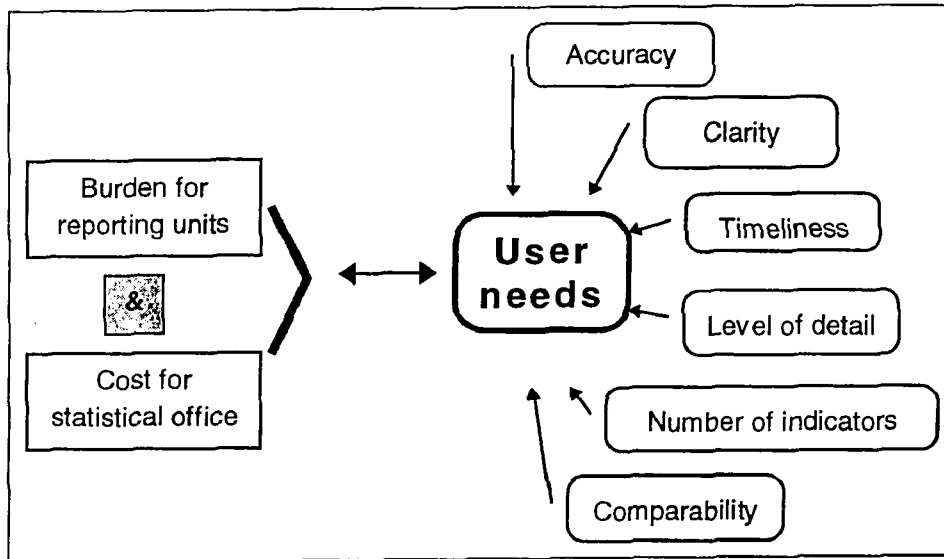 Accuracy
Clarity
Burden for
reporting units
Timeliness
User
needs
&
Level of detail
Cost for
statistical office
Number of indicators
Comparability